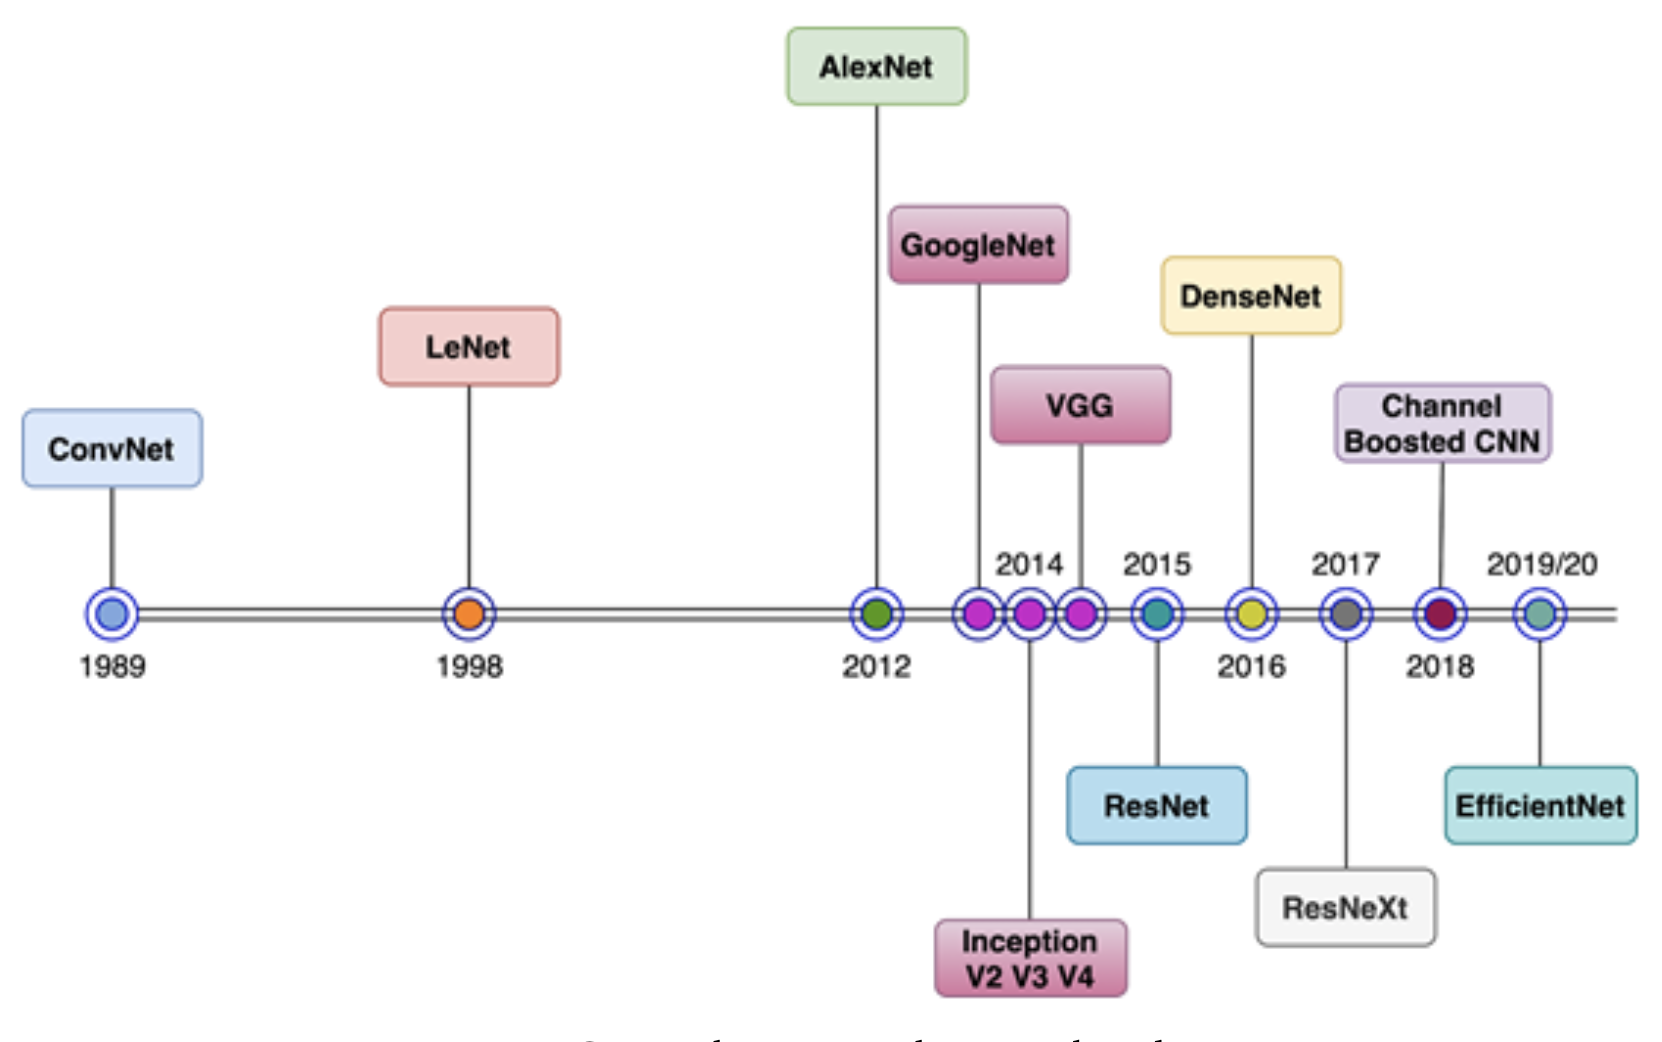 AlexNet
GoogleNet
DenseNet
LeNet
VGG
Channel
Boosted CNN
ConvNet
2014
2015
2017
2019/20
1989
1998
2012
2016
2018
ResNet
EfficientNet
ResNeXt
Inception
V2 V3 V4